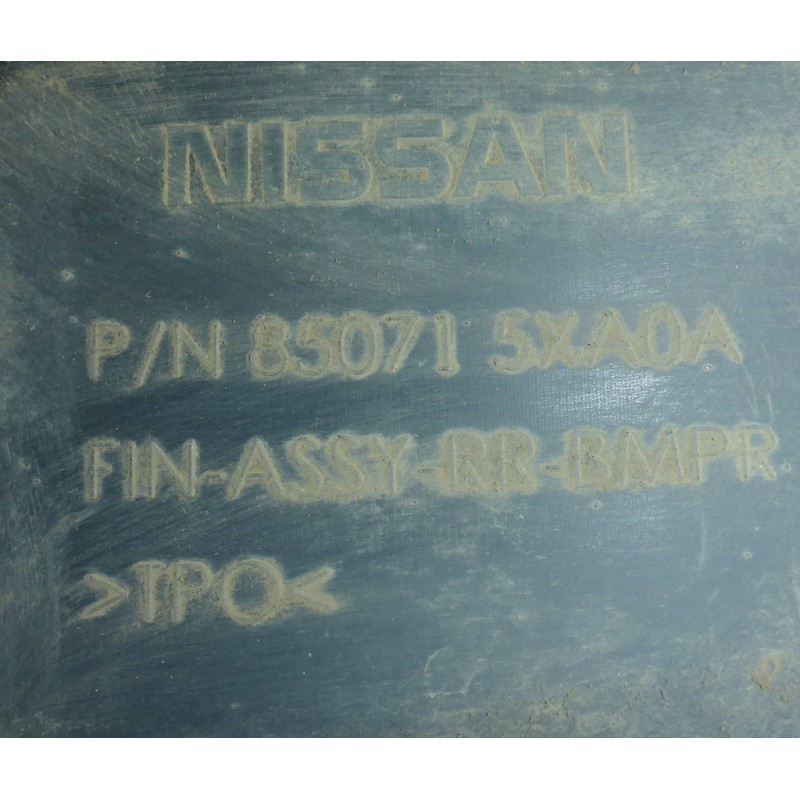 NISSAN
P/N 85071 5XA0A
FIN-ASSY-RR-BMPR
>TPO<